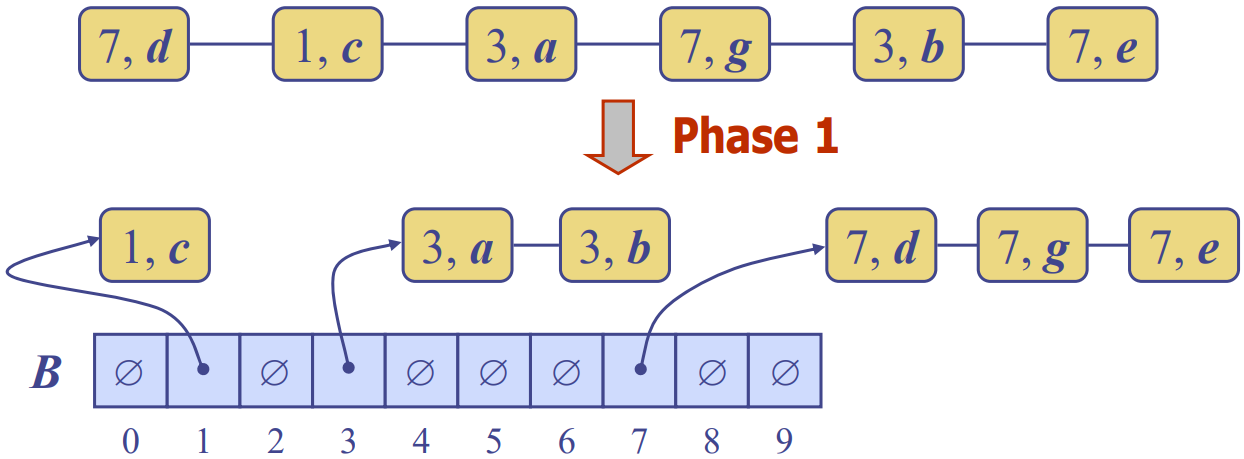 7, d 1, c 3, a 7, g 3, b 7, e
Phase 1
1, c 3, a 3, b 7, d 7, g 7, e
B ∅ ∅ ∅ ∅ ∅ ∅ ∅
0 1 2 3 4 5 6 7 8 9